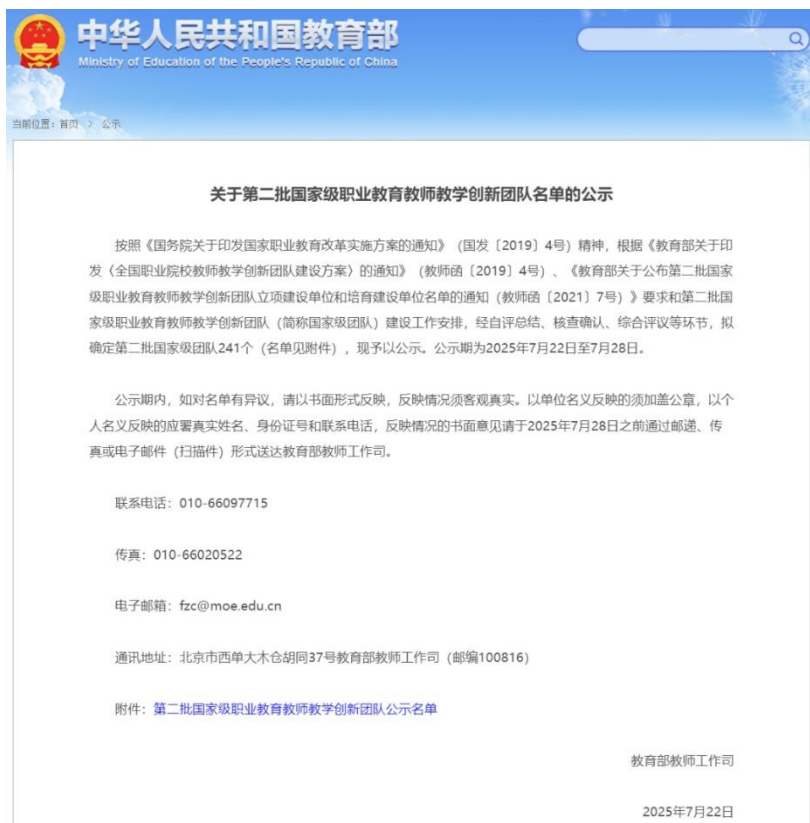 中华人民共和国教育部
Ministry of Education of the People's Republic of China
当前位置：首页 > 公示
关于第二批国家级职业教育教师教学创新团队名单的公示
按照《国务院关于印发国家职业教育改革实施方案的通知》（国发〔2019〕4号）精神，根据《教育部关于印
发〈全国职业院校教师教学创新团队建设方案〉的通知》（教师函〔2019〕4号）、《教育部关于公布第二批国家
级职业教育教师教学创新团队立项建设单位和培育建设单位名单的通知（教师函〔2021〕7号）》要求和第二批国
家级职业教育教师教学创新团队（简称国家级团队）建设工作安排，经自评总结、核查确认、综合评议等环节，拟
确定第二批国家级团队241个（名单见附件），现予以公示。公示期为2025年7月22日至7月28日。
公示期内，如对名单有异议，请以书面形式反映，反映情况须客观真实。以单位名义反映的须加盖公章，以个
人名义反映的应署真实姓名、身份证号和联系电话，反映情况的书面意见请于2025年7月28日之前通过邮递、传
真或电子邮件（扫描件）形式送达教育部教师工作司。
联系电话：010-66097715
传真：010-66020522
电子邮箱：fzc@moe.edu.cn
通讯地址：北京市西单大木仓胡同37号教育部教师工作司（邮编100816）
附件：第二批国家级职业教育教师教学创新团队公示名单
教育部教师工作司
2025年7月22日